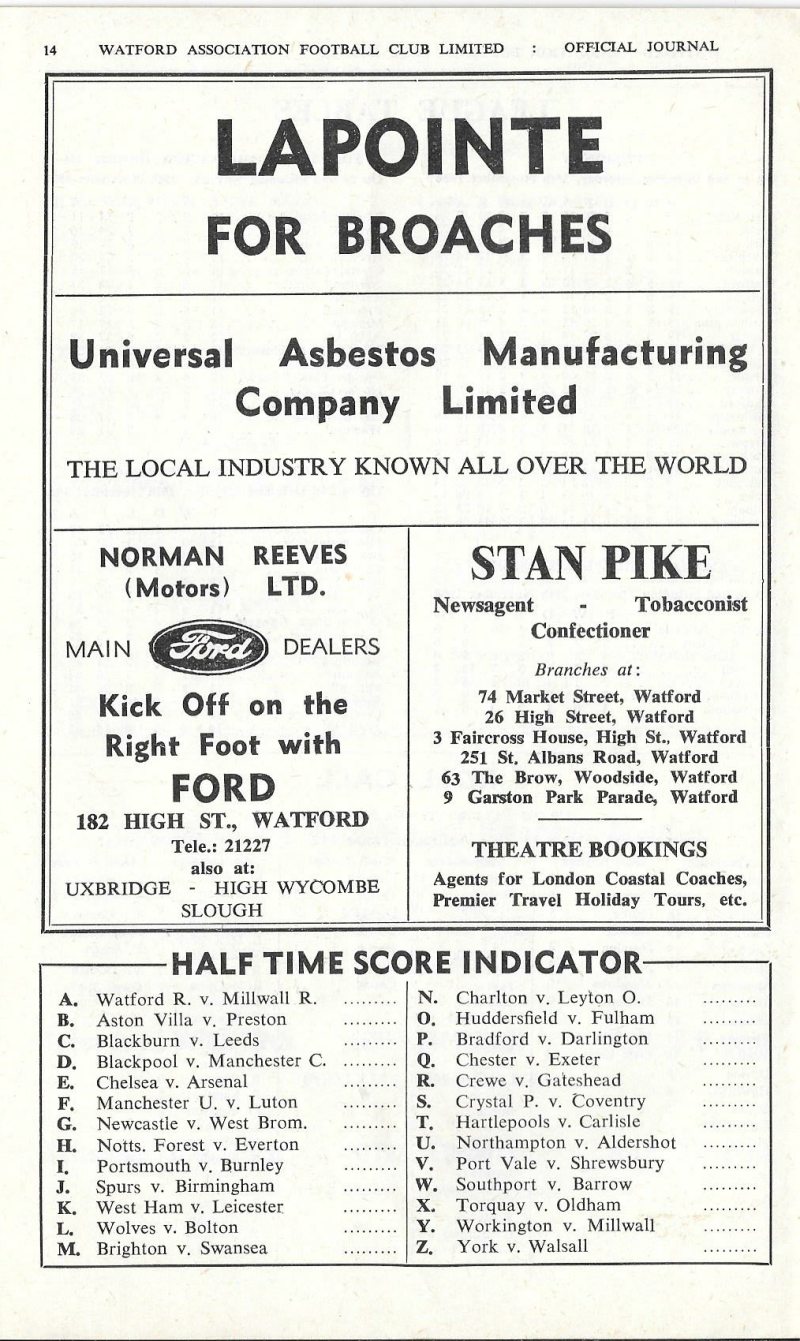 14 WATFORD ASSOCIATION FOOTBALL CLUB LIMITED : OFFICIAL JOURNAL
LAPOINTE
FOR BROACHES
Universal Asbestos Manufacturing
Company Limited
THE LOCAL INDUSTRY KNOWN ALL OVER THE WORLD
NORMAN REEVES
(Motors) LTD.
MAIN Ford DEALERS
Kick Off on the
Right Foot with
FORD
182 HIGH ST., WATFORD
Tele.: 21227
also at:
UXBRIDGE - HIGH WYCOMBE
SLOUGH
STAN PIKE
Newsagent - Tobacconist
Confectioner
Branches at:
74 Market Street, Watford
26 High Street, Watford
3 Faircross House, High St., Watford
251 St. Albans Road, Watford
63 The Brow, Woodside, Watford
9 Garston Park Parade, Watford
THEATRE BOOKINGS
Agents for London Coastal Coaches,
Premier Travel Holiday Tours, etc.
HALF TIME SCORE INDICATOR
A. Watford R. v. Millwall R. .........
B. Aston Villa v. Preston .........
C. Blackburn v. Leeds .........
D. Blackpool v. Manchester C. .........
E. Chelsea v. Arsenal .........
F. Manchester U. v. Luton .........
G. Newcastle v. West Brom. .........
H. Notts. Forest v. Everton .........
I. Portsmouth v. Burnley .........
J. Spurs v. Birmingham .........
K. West Ham v. Leicester .........
L. Wolves v. Bolton .........
M. Brighton v. Swansea .........
N. Charlton v. Leyton O. .........
O. Huddersfield v. Fulham .........
P. Bradford v. Darlington .........
Q. Chester v. Exeter .........
R. Crewe v. Gateshead .........
S. Crystal P. v. Coventry .........
T. Hartlepools v. Carlisle .........
U. Northampton v. Aldershot .........
V. Port Vale v. Shrewsbury .........
W. Southport v. Barrow .........
X. Torquay v. Oldham .........
Y. Workington v. Millwall .........
Z. York v. Walsall .........